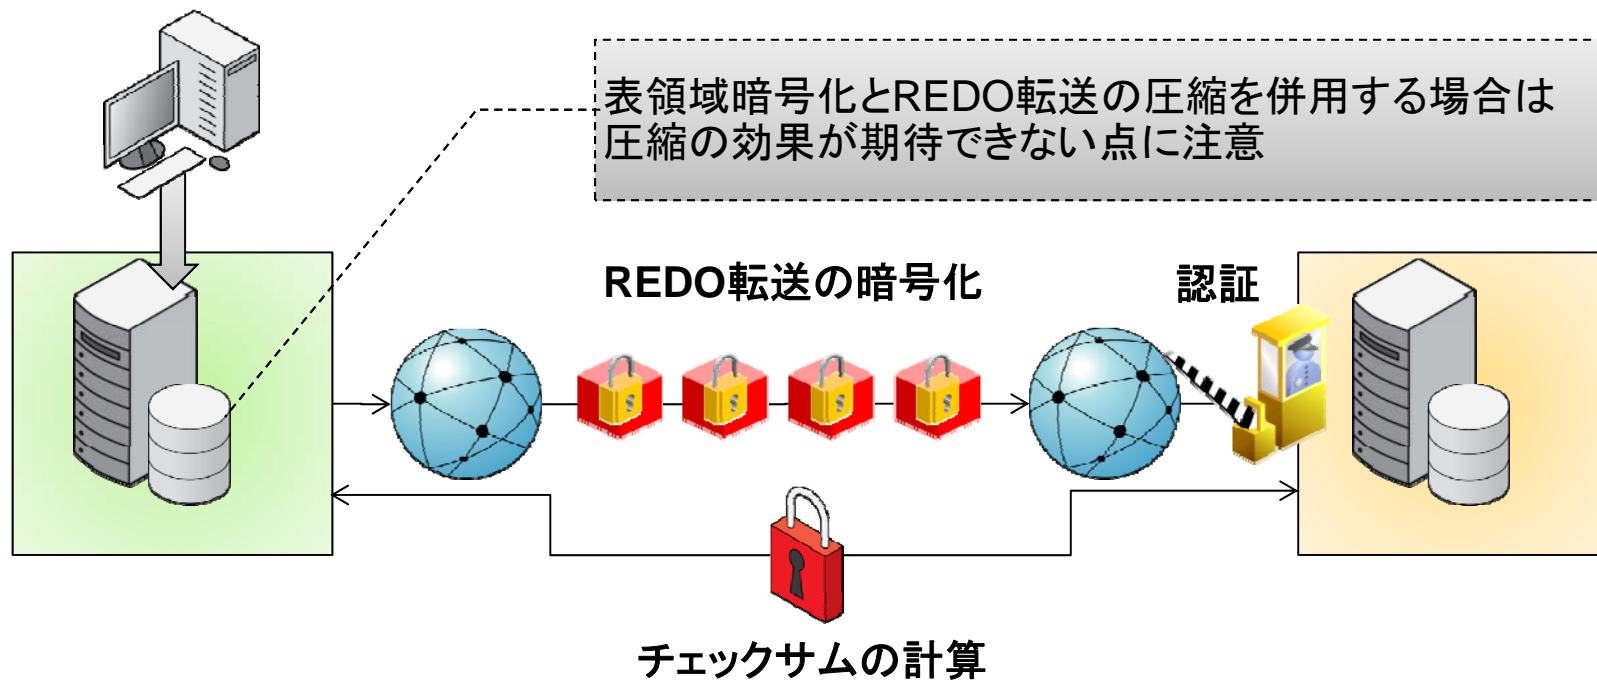 表領域暗号化とREDO転送の圧縮を併用する場合は
圧縮の効果が期待できない点に注意
REDO転送の暗号化
認証
チェックサムの計算